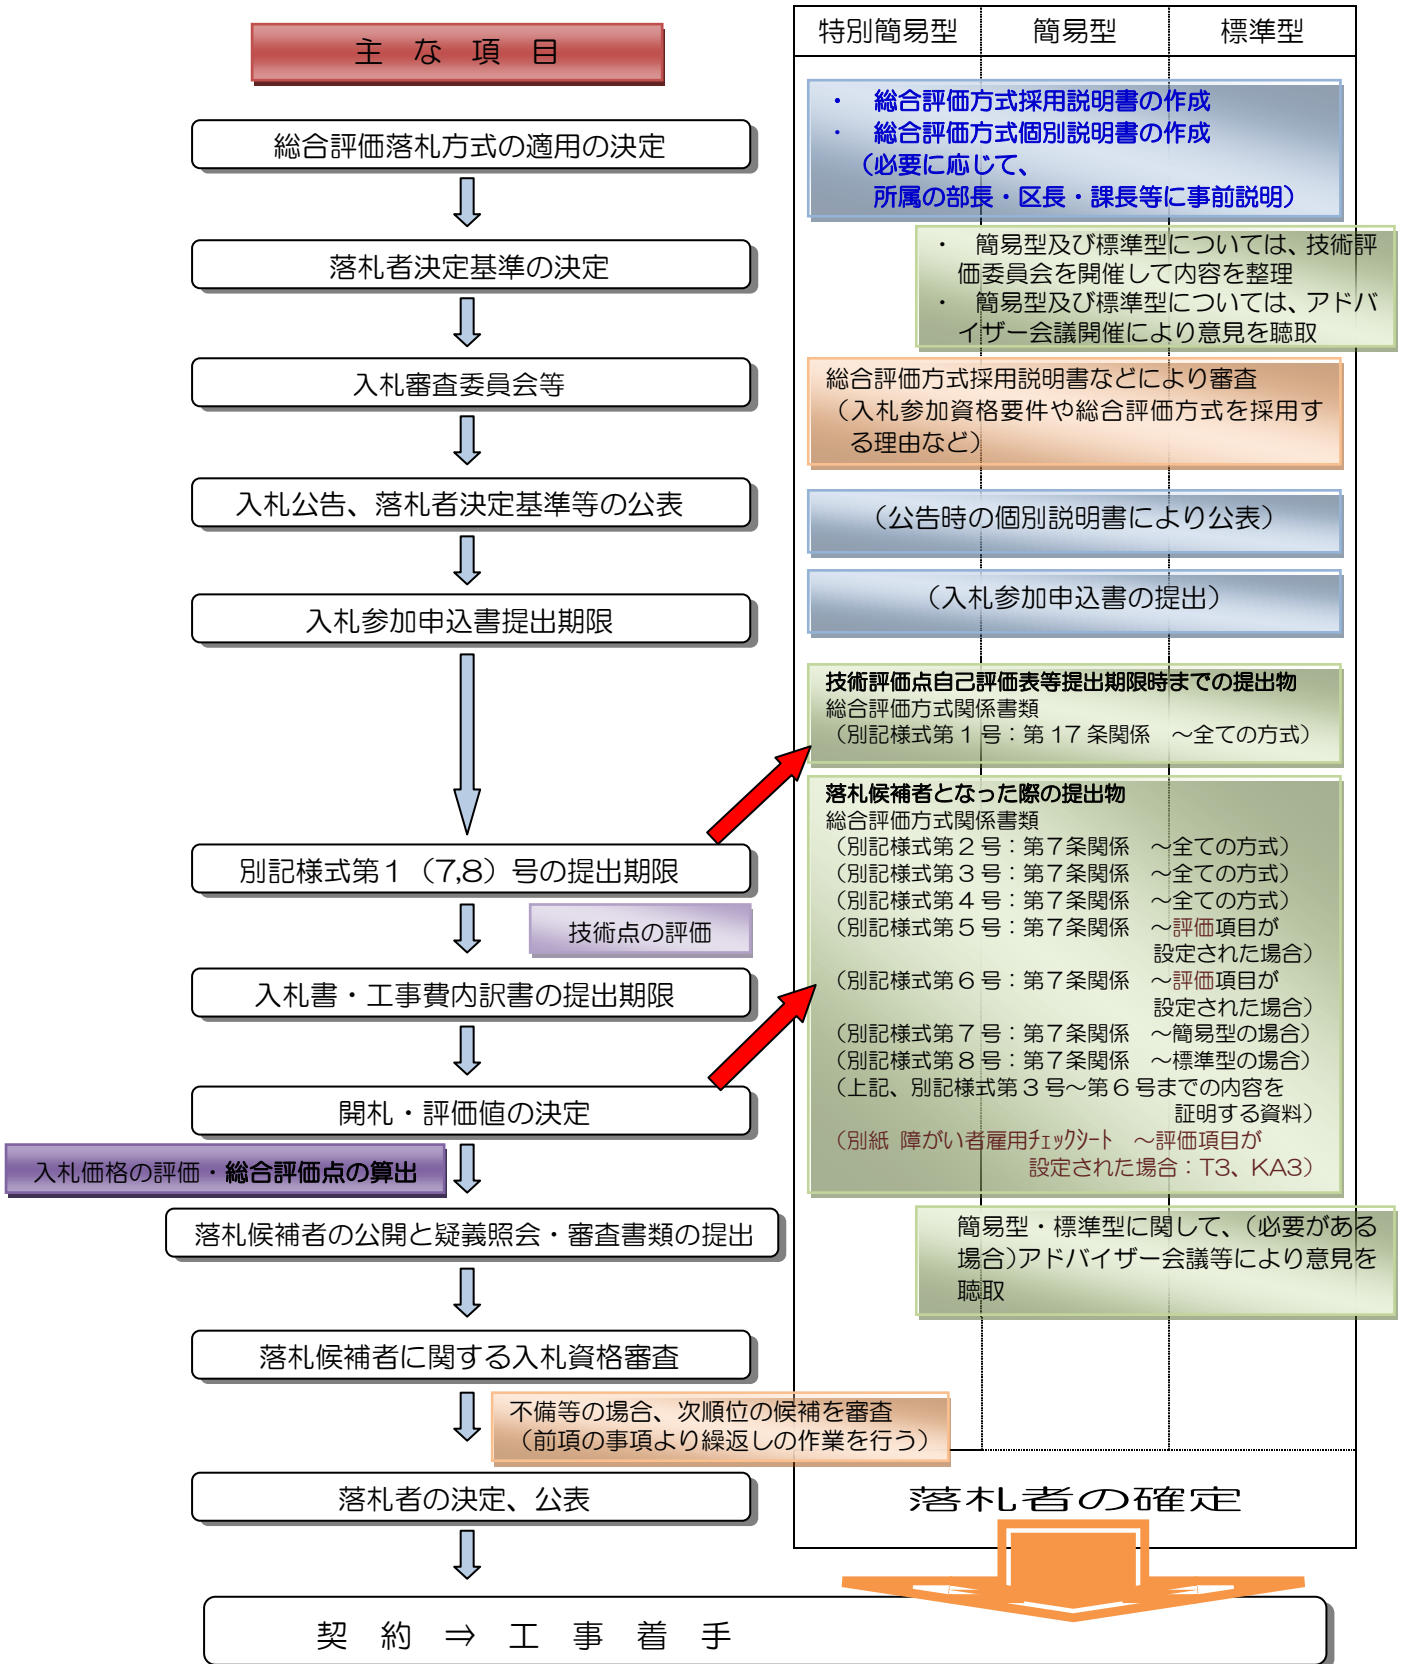 主な項目
特別簡易型 簡易型 標準型
総合評価落札方式の適用の決定
・ 総合評価方式採用説明書の作成
・ 総合評価方式個別説明書の作成
（必要に応じて、
所属の部長・区長・課長等に事前説明）
落札者決定基準の決定
・ 簡易型及び標準型については、技術評
価委員会を開催して内容を整理
・ 簡易型及び標準型については、アドバ
イザー会議開催により意見を聴取
入札審査委員会等
総合評価方式採用説明書などにより審査
（入札参加資格要件や総合評価方式を採用す
る理由など）
入札公告、落札者決定基準等の公表
（公告時の個別説明書により公表）
入札参加申込書提出期限
（入札参加申込書の提出）
技術評価点自己評価表等提出期限時までの提出物
総合評価方式関係書類
（別記様式第１号：第17条関係 ～全ての方式）
別記様式第１（7,8）号の提出期限
技術点の評価
入札書・工事費内訳書の提出期限
開札・評価値の決定
落札候補者となった際の提出物
総合評価方式関係書類
（別記様式第２号：第７条関係 ～全ての方式）
（別記様式第３号：第７条関係 ～全ての方式）
（別記様式第４号：第７条関係 ～全ての方式）
（別記様式第５号：第７条関係 ～評価項目が
設定された場合）
（別記様式第６号：第７条関係 ～評価項目が
設定された場合）
（別記様式第７号：第７条関係 ～簡易型の場合）
（別記様式第８号：第７条関係 ～標準型の場合）
（上記、別記様式第３号～第６号までの内容を
証明する資料）
（別紙 障がい者雇用ﾁｪｯｸｼｰﾄ ～評価項目が
設定された場合：T3、KA3）
入札価格の評価・総合評価点の算出
落札候補者の公開と疑義照会・審査書類の提出
簡易型・標準型に関して、（必要がある
場合）アドバイザー会議等により意見を
聴取
落札候補者に関する入札資格審査
不備等の場合、次順位の候補を審査
（前項の事項より繰返しの作業を行う）
落札者の決定、公表
落札者の確定
契約⇒工事着手